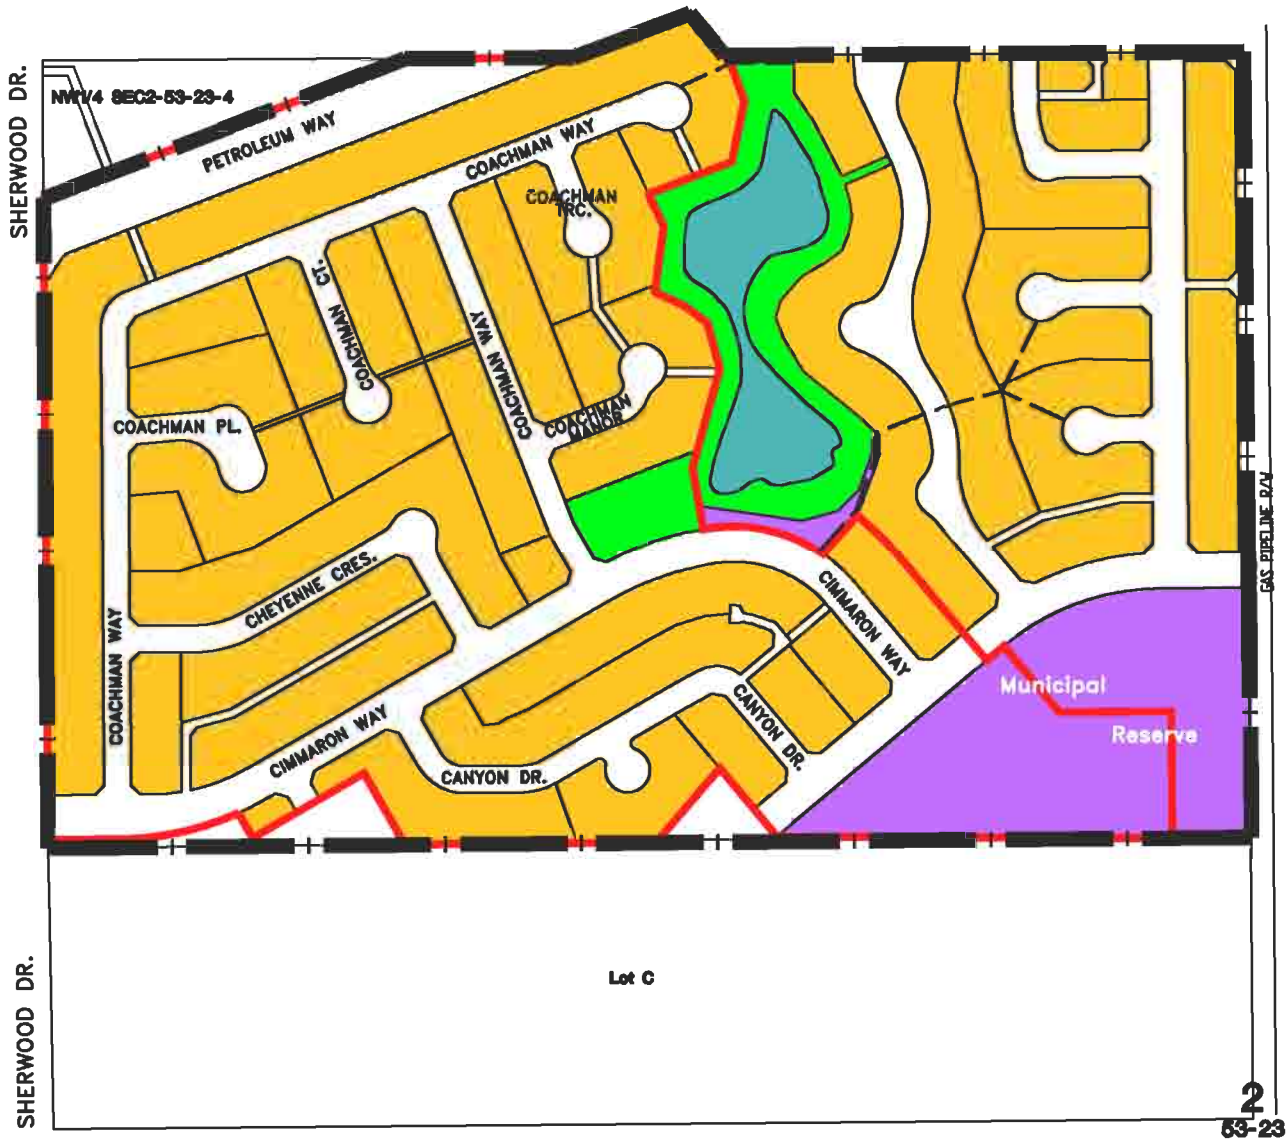 SHERWOOD DR.
NW1/4 SEC2-53-23-4
PETROLEUM WAY
COACHMAN WAY
COACHMAN
TRC.
COACHMAN CT.
COACHMAN
COACHMAN WAY
COACHMAN
COACHMAN PL.
COACHMAN
MANOR
GAS PIPELINE R/W
CHEYENNE CRES.
CIMMARON WAY
COACHMAN WAY
Municipal
Reserve
CANYON DR.
CIMMARON WAY
CANYON DR.
Lot C
SHERWOOD DR.
2
53-23